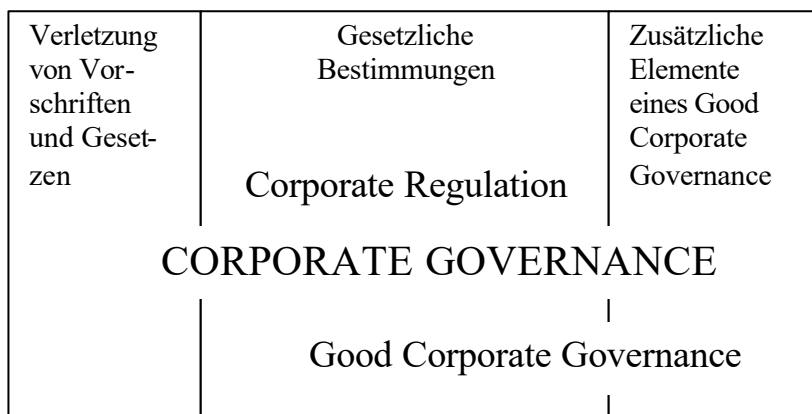 Verletzung
von Vor-
schriften
und Geset-
zen
Gesetzliche
Bestimmungen
Zusätzliche
Elemente
eines Good
Corporate
Governance
Corporate Regulation
CORPORATE GOVERNANCE
Good Corporate Governance